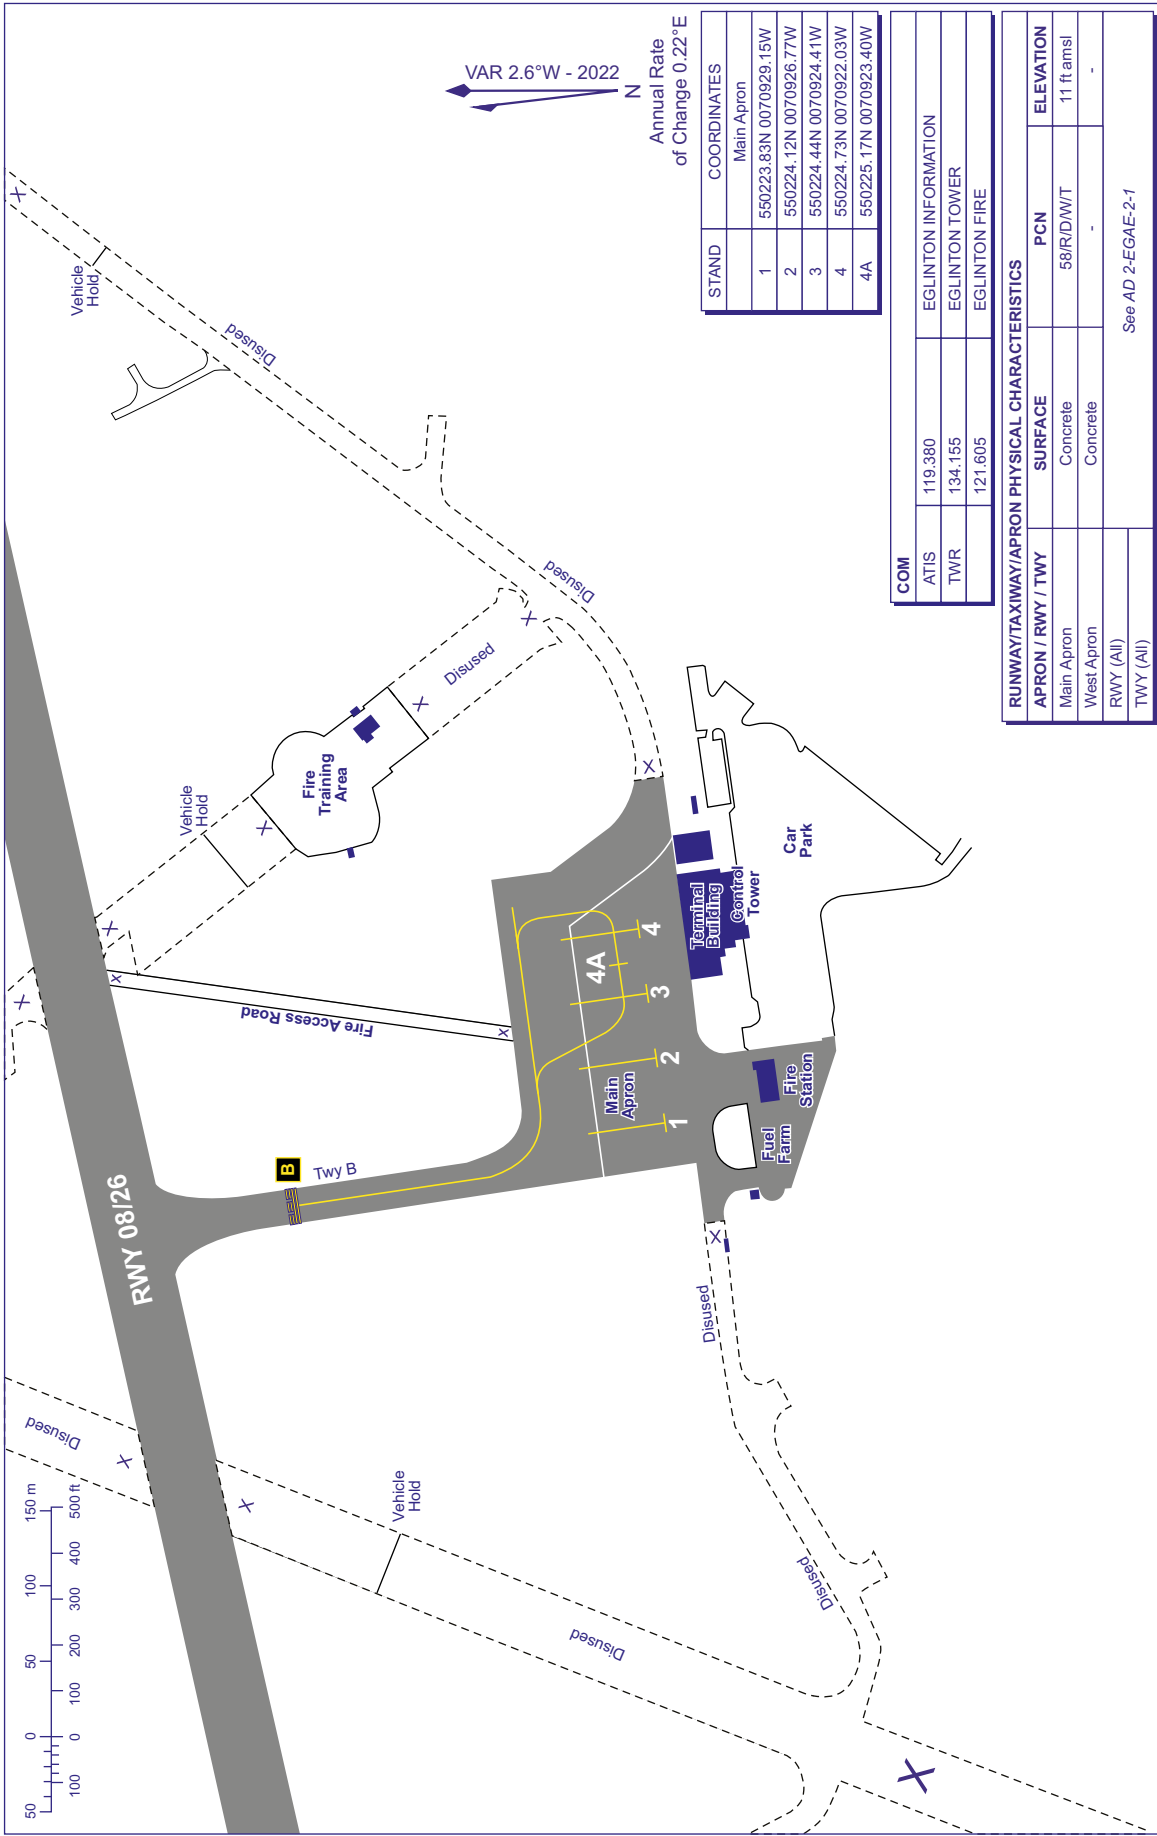 50 0 50 100 150 m
100 0 100 200 300 400 500 ft
VAR 2.6°W - 2022
N
Annual Rate
of Change 0.22°E
RWY 08/26
B
Twy B
Fire Access Road
Vehicle
Hold
Vehicle
Hold
Vehicle
Hold
Fire
Training
Area
Disused
Disused
Disused
Disused
Disused
Disused
Disused
Main
Apron
1
2
3
4
4A
Terminal
Building
Control
Tower
Car
Park
Fire
Station
Fuel
Farm
X
X
X
X
X
X
X
X
X
X
X
X
X
X
STAND COORDINATES
Main Apron
1 550223.83N 0070929.15W
2 550224.12N 0070926.77W
3 550224.44N 0070924.41W
4 550224.73N 0070922.03W
4A 550225.17N 0070923.40W
COM
ATIS 119.380 EGLINTON INFORMATION
TWR 134.155 EGLINTON TOWER
121.605 EGLINTON FIRE
RUNWAY/TAXIWAY/APRON PHYSICAL CHARACTERISTICS
APRON / RWY / TWY SURFACE PCN ELEVATION
Main Apron Concrete 58/R/D/W/T 11 ft amsl
West Apron Concrete - -
RWY (All)
TWY (All)
See AD 2-EGAE-2-1